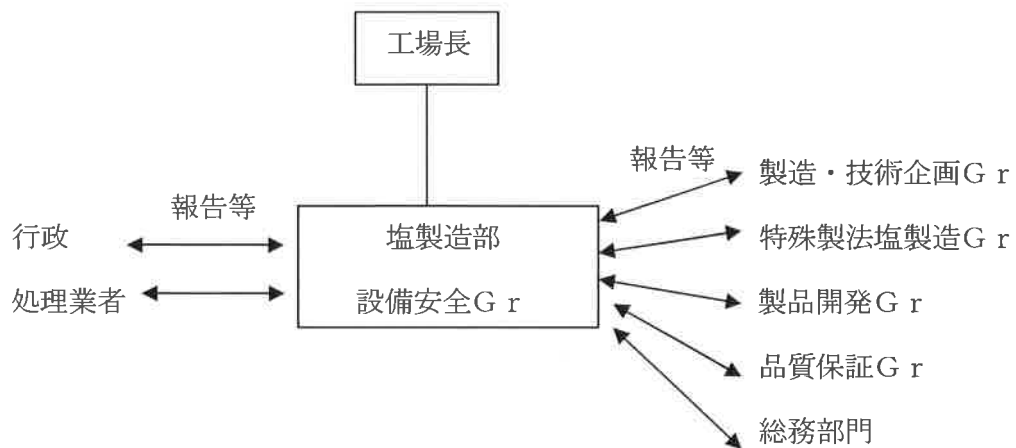 工場長
報告等
製造・技術企画Ｇｒ
報告等
行政
塩製造部
特殊製法塩製造Ｇｒ
処理業者
設備安全Ｇｒ
製品開発Ｇｒ
品質保証Ｇｒ
総務部門